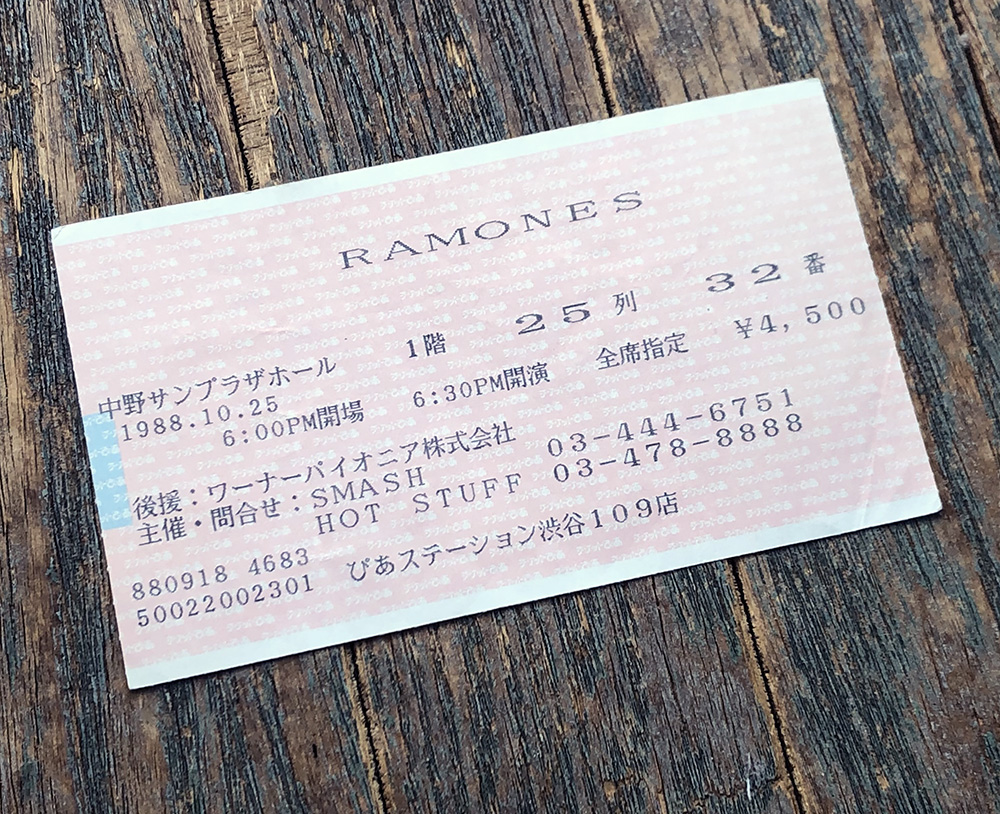 RAMONES
1階 25列 32番
中野サンプラザホール
1988.10.25 全席指定 ¥4,500
6:00PM開場 6:30PM開演
後援：ワーナーパイオニア株式会社
主催・問合せ：SMASH 03-444-6751
HOT STUFF 03-478-8888
880918 4683
50022002301 ぴあステーション渋谷109店